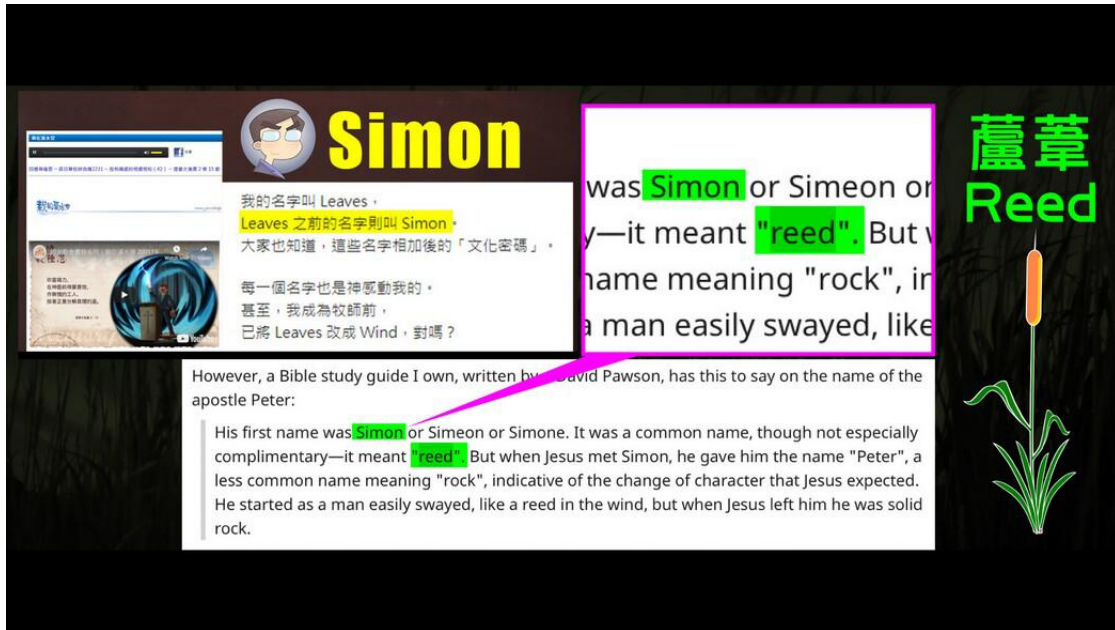 Simon
我的名字叫 Leaves，
Leaves 之前的名字則叫 Simon。
大家也知道，這些名字相加後的「文化密碼」。
每一個名字也是神感動我的。
甚至，我成為牧師前，
已將 Leaves 改成 Wind，對嗎？
was Simon or Simeon or
—it meant "reed". But
name meaning "rock", in
a man easily swayed, like
蘆葦
Reed
However, a Bible study guide I own, written by David Pawson, has this to say on the name of the
apostle Peter:
His first name was Simon or Simeon or Simone. It was a common name, though not especially
complimentary—it meant "reed". But when Jesus met Simon, he gave him the name "Peter", a
less common name meaning "rock", indicative of the change of character that Jesus expected.
He started as a man easily swayed, like a reed in the wind, but when Jesus left him he was solid
rock.
YouTube